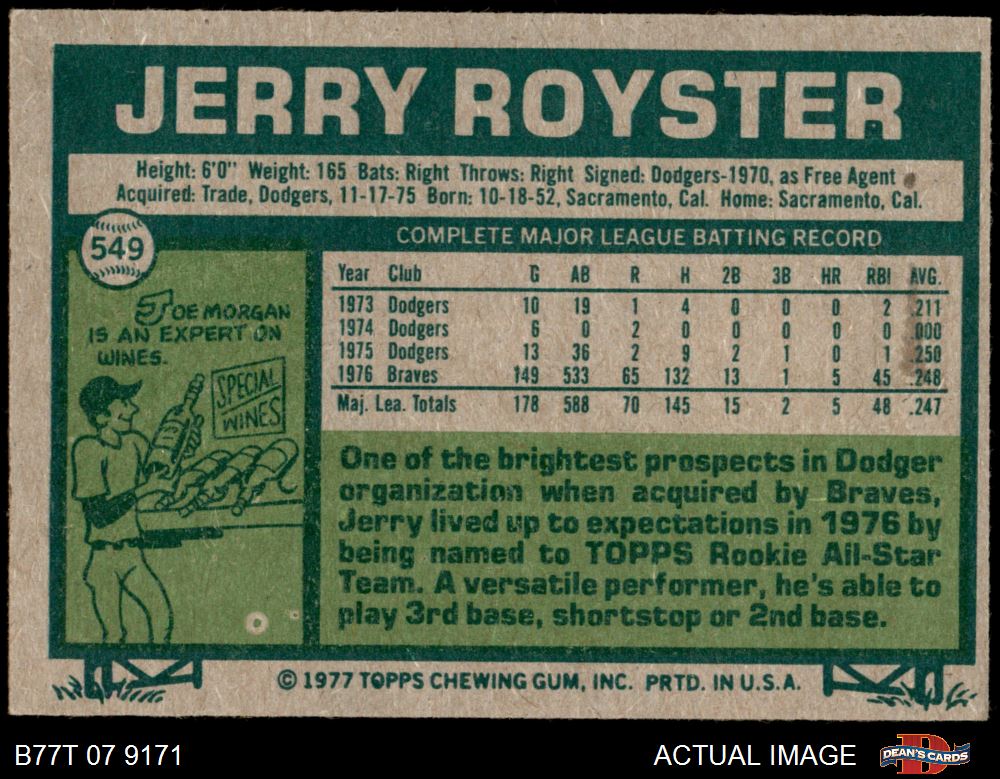 JERRY ROYSTER
Height: 6'0" Weight: 165 Bats: Right Throws: Right Signed: Dodgers-1970, as Free Agent
Acquired: Trade, Dodgers, 11-17-75 Born: 10-18-52, Sacramento, Cal. Home: Sacramento, Cal.
549
COMPLETE MAJOR LEAGUE BATTING RECORD
Year Club G AB R H 2B 3B HR RBI AVG.
1973 Dodgers 10 19 1 4 0 0 0 2 .211
1974 Dodgers 6 0 2 0 0 0 0 0 .000
1975 Dodgers 13 36 2 9 2 1 0 1 .250
1976 Braves 149 533 65 132 13 1 5 45 .248
Maj. Lea. Totals 178 588 70 145 15 2 5 48 .247
JOE MORGAN
IS AN EXPERT ON
WINES.
SPECIAL
WINES
One of the brightest prospects in Dodger
organization when acquired by Braves,
Jerry lived up to expectations in 1976 by
being named to TOPPS Rookie All-Star
Team. A versatile performer, he's able to
play 3rd base, shortstop or 2nd base.
© 1977 TOPPS CHEWING GUM, INC. PRTD. IN U.S.A.
B77T 07 9171
ACTUAL IMAGE
D
DEAN'S CARDS